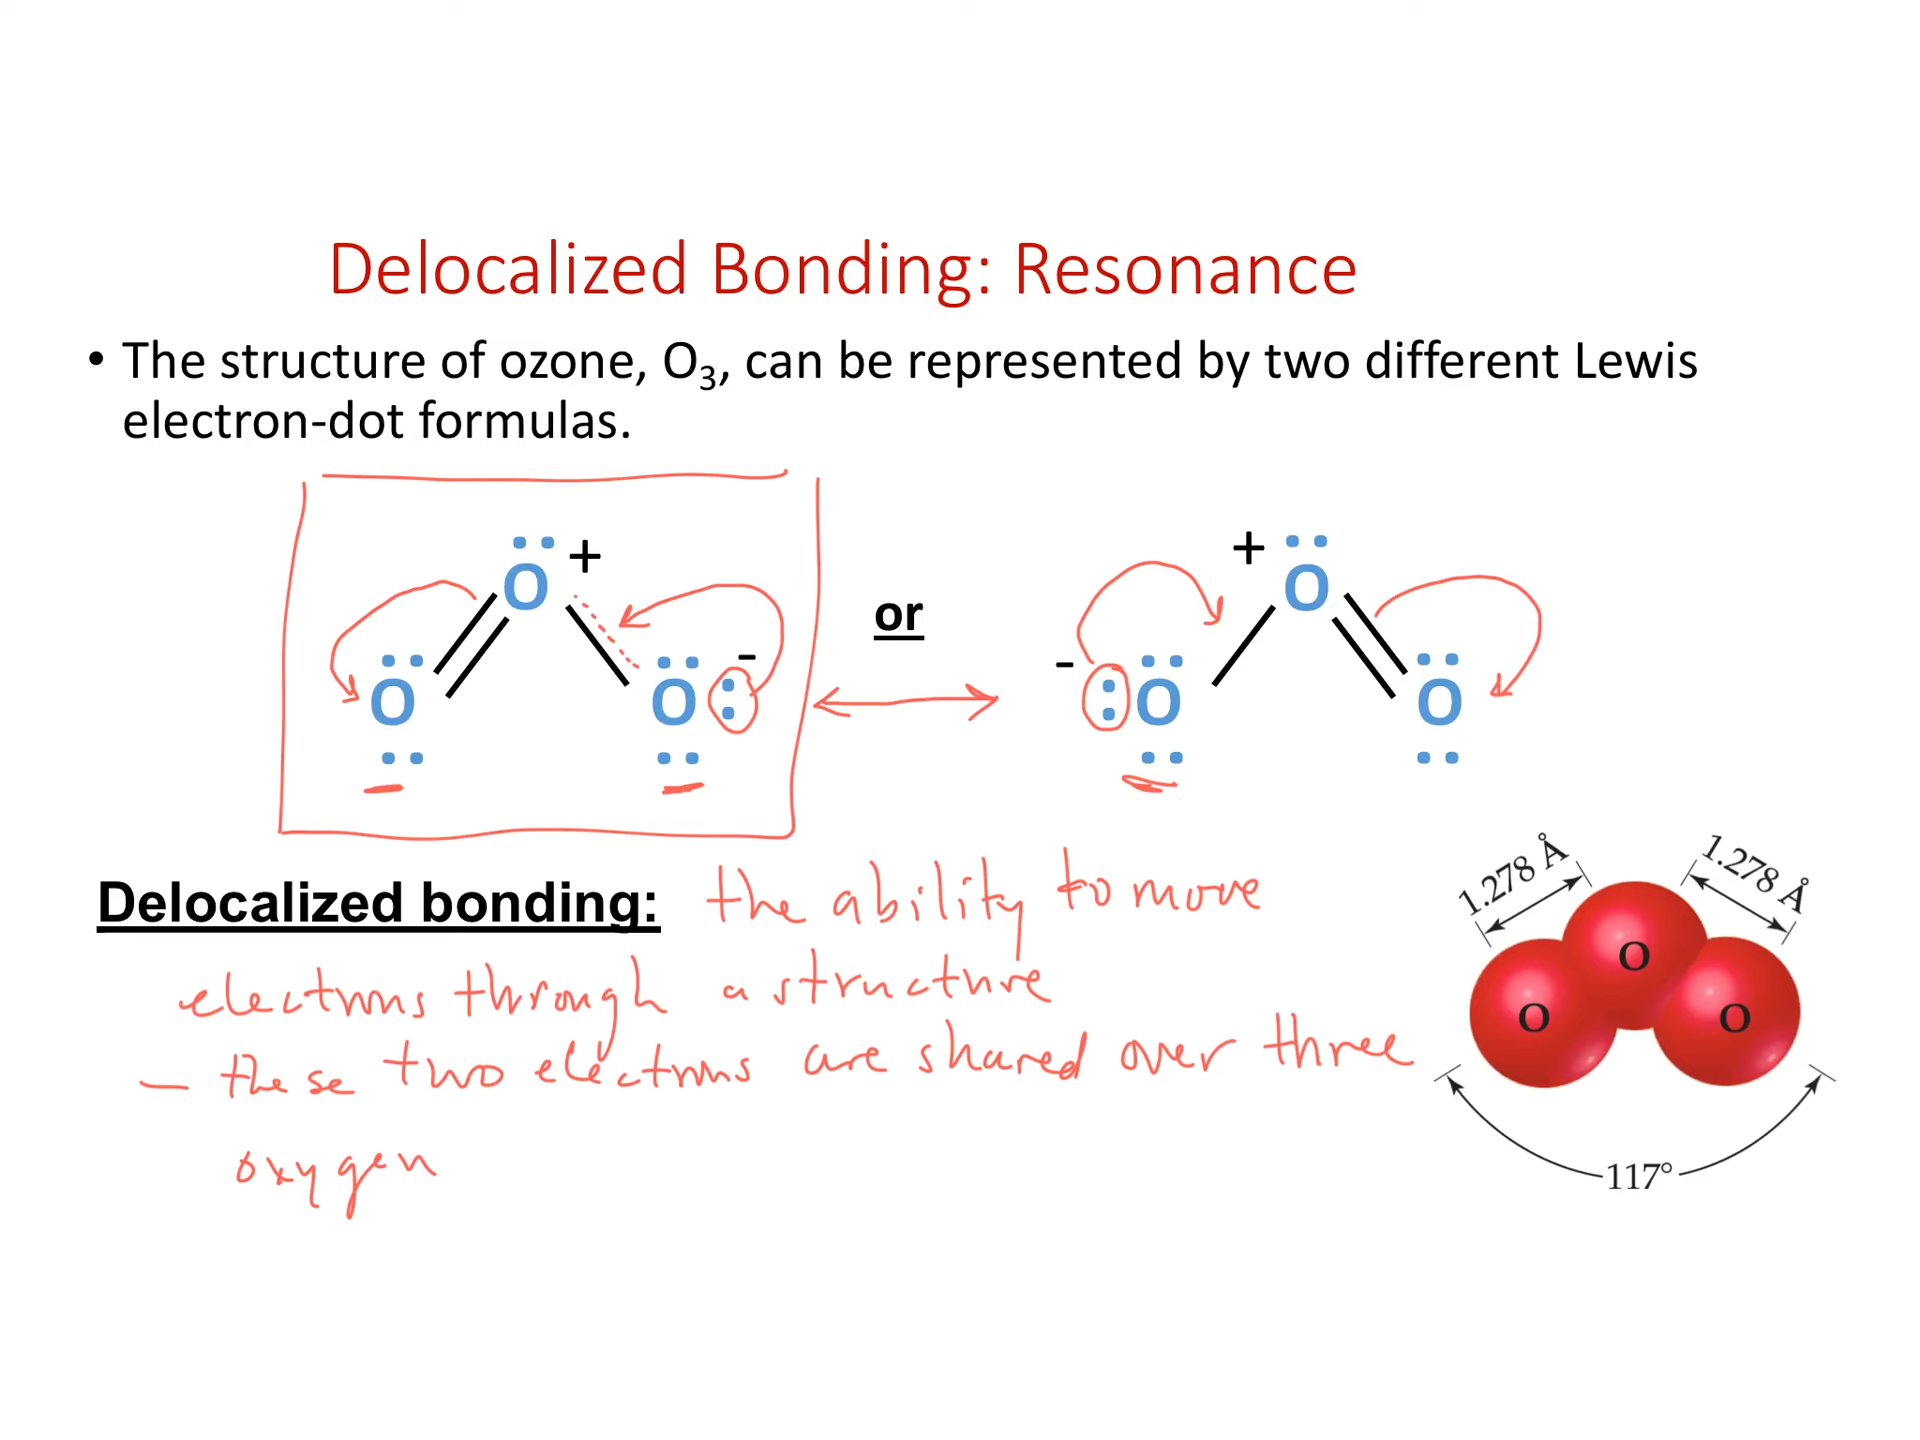 Delocalized Bonding: Resonance
• The structure of ozone, O₃, can be represented by two different Lewis
electron-dot formulas.
O +
O O -
or
+ O
- O O
Delocalized bonding: the ability to move
electrons through a structure
– these two electrons are shared over three
oxygen
1.278 Å 1.278 Å
O
O O
117°